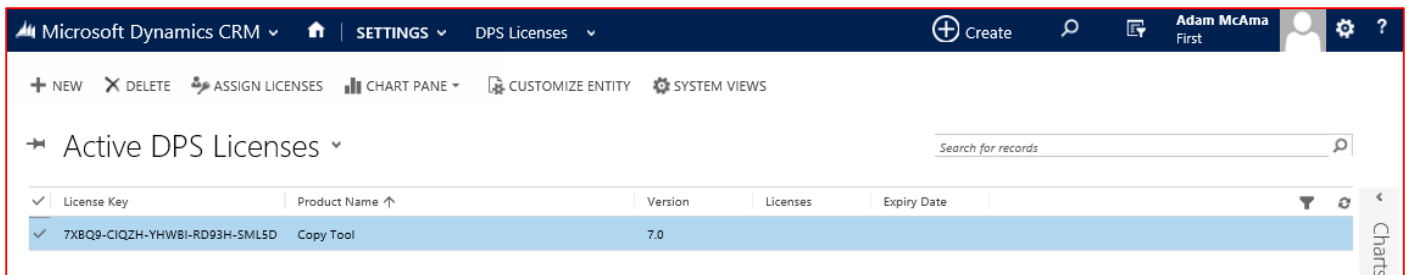 Microsoft Dynamics CRM SETTINGS DPS Licenses Create Adam McAma ?
First
NEW DELETE ASSIGN LICENSES CHART PANE CUSTOMIZE ENTITY SYSTEM VIEWS
Active DPS Licenses Search for records
License Key Product Name ↑ Version Licenses Expiry Date
7XBQ9-CIQZH-YHWBI-RD93H-SML5D Copy Tool 7.0
Charts